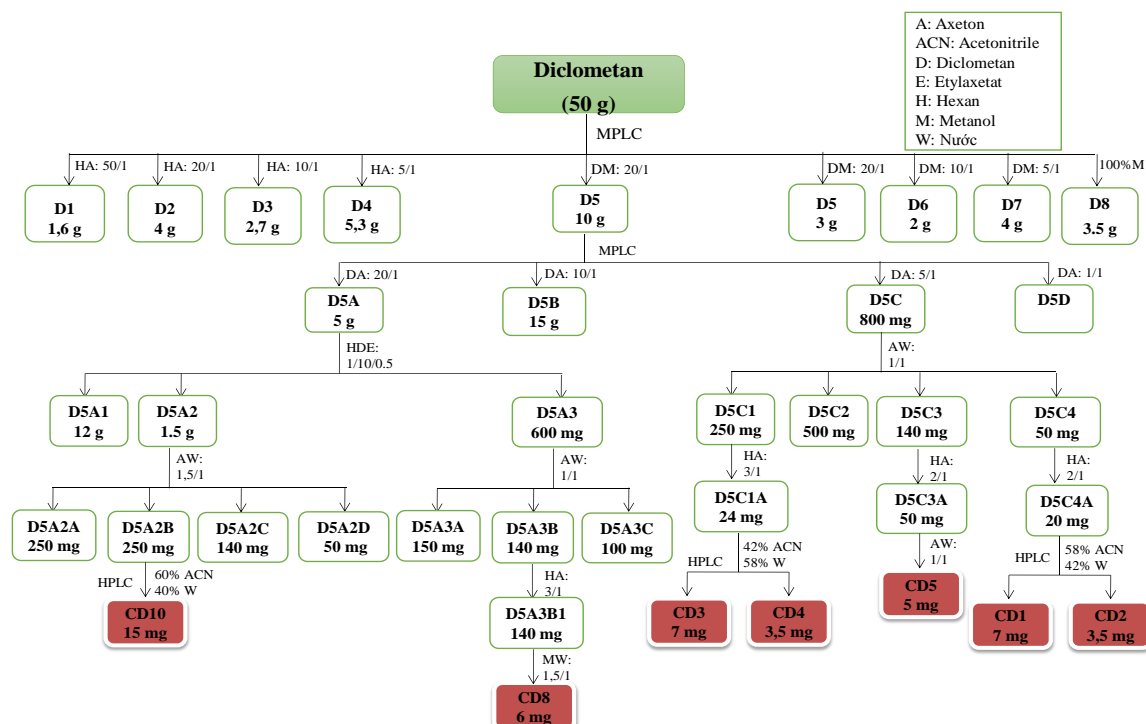 A: Axeton
ACN: Acetonitrile
D: Diclometan
E: Etylaxetat
H: Hexan
M: Metanol
W: Nước
Diclometan
(50 g)
MPLC
HA: 50/1
HA: 20/1
HA: 10/1
HA: 5/1
DM: 20/1
DM: 20/1
DM: 10/1
DM: 5/1
100%M
D1
1,6 g
D2
4 g
D3
2,7 g
D4
5,3 g
D5
10 g
D5
3 g
D6
2 g
D7
4 g
D8
3.5 g
MPLC
DA: 20/1
DA: 10/1
DA: 5/1
DA: 1/1
D5A
5 g
D5B
15 g
D5C
800 mg
D5D
HDE:
1/10/0.5
AW:
1/1
D5A1
12 g
D5A2
1.5 g
D5A3
600 mg
D5C1
250 mg
D5C2
500 mg
D5C3
140 mg
D5C4
50 mg
AW:
1,5/1
AW:
1/1
HA:
3/1
HA:
2/1
HA:
2/1
D5A2A
250 mg
D5A2B
250 mg
D5A2C
140 mg
D5A2D
50 mg
D5A3A
150 mg
D5A3B
140 mg
D5A3C
100 mg
D5C1A
24 mg
D5C3A
50 mg
D5C4A
20 mg
HPLC
60% ACN
40% W
HA:
3/1
HPLC
42% ACN
58% W
AW:
1/1
HPLC
58% ACN
42% W
CD10
15 mg
D5A3B1
140 mg
CD3
7 mg
CD4
3,5 mg
CD5
5 mg
CD1
7 mg
CD2
3,5 mg
MW:
1,5/1
CD8
6 mg